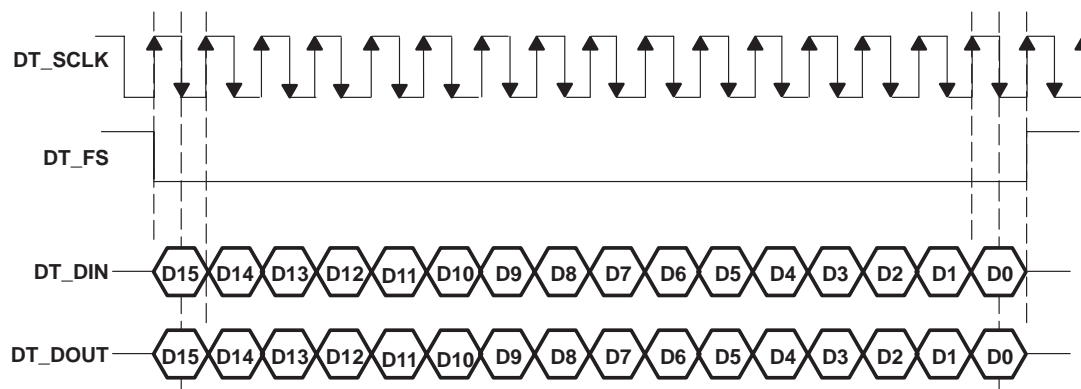 DT_SCLK
DT_FS
DT_DIN D15 D14 D13 D12 D11 D10 D9 D8 D7 D6 D5 D4 D3 D2 D1 D0
DT_DOUT D15 D14 D13 D12 D11 D10 D9 D8 D7 D6 D5 D4 D3 D2 D1 D0